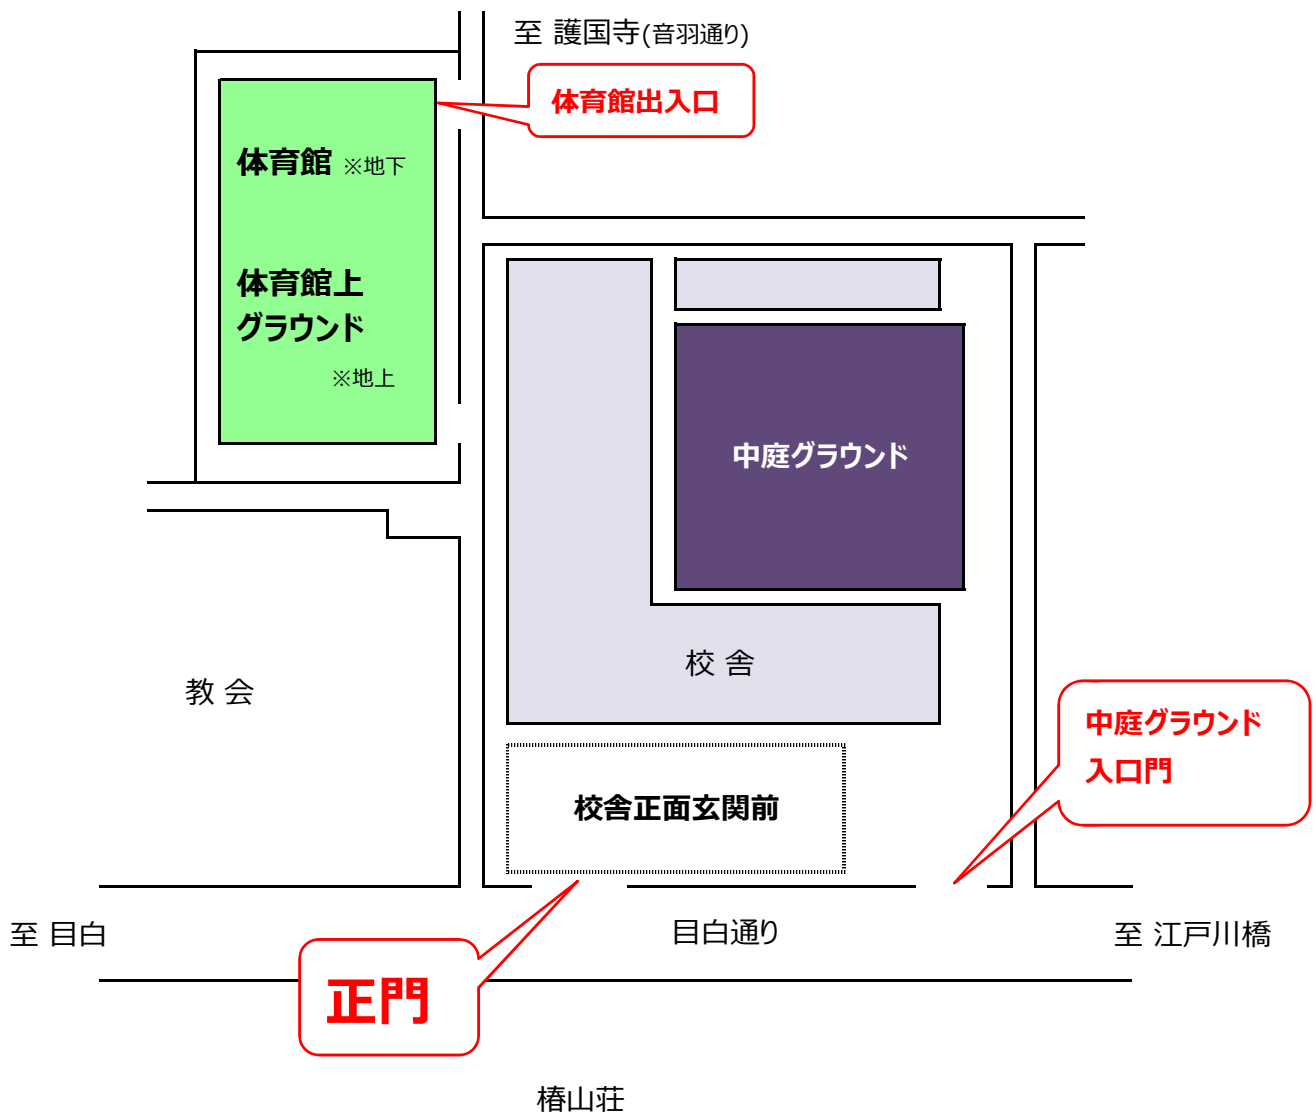 至 護国寺(音羽通り)
体育館出入口
体育館 ※地下
体育館上
グラウンド
※地上
中庭グラウンド
校 舎
教 会
中庭グラウンド
入口門
校舎正面玄関前
至 目白
目白通り
至 江戸川橋
正門
椿山荘